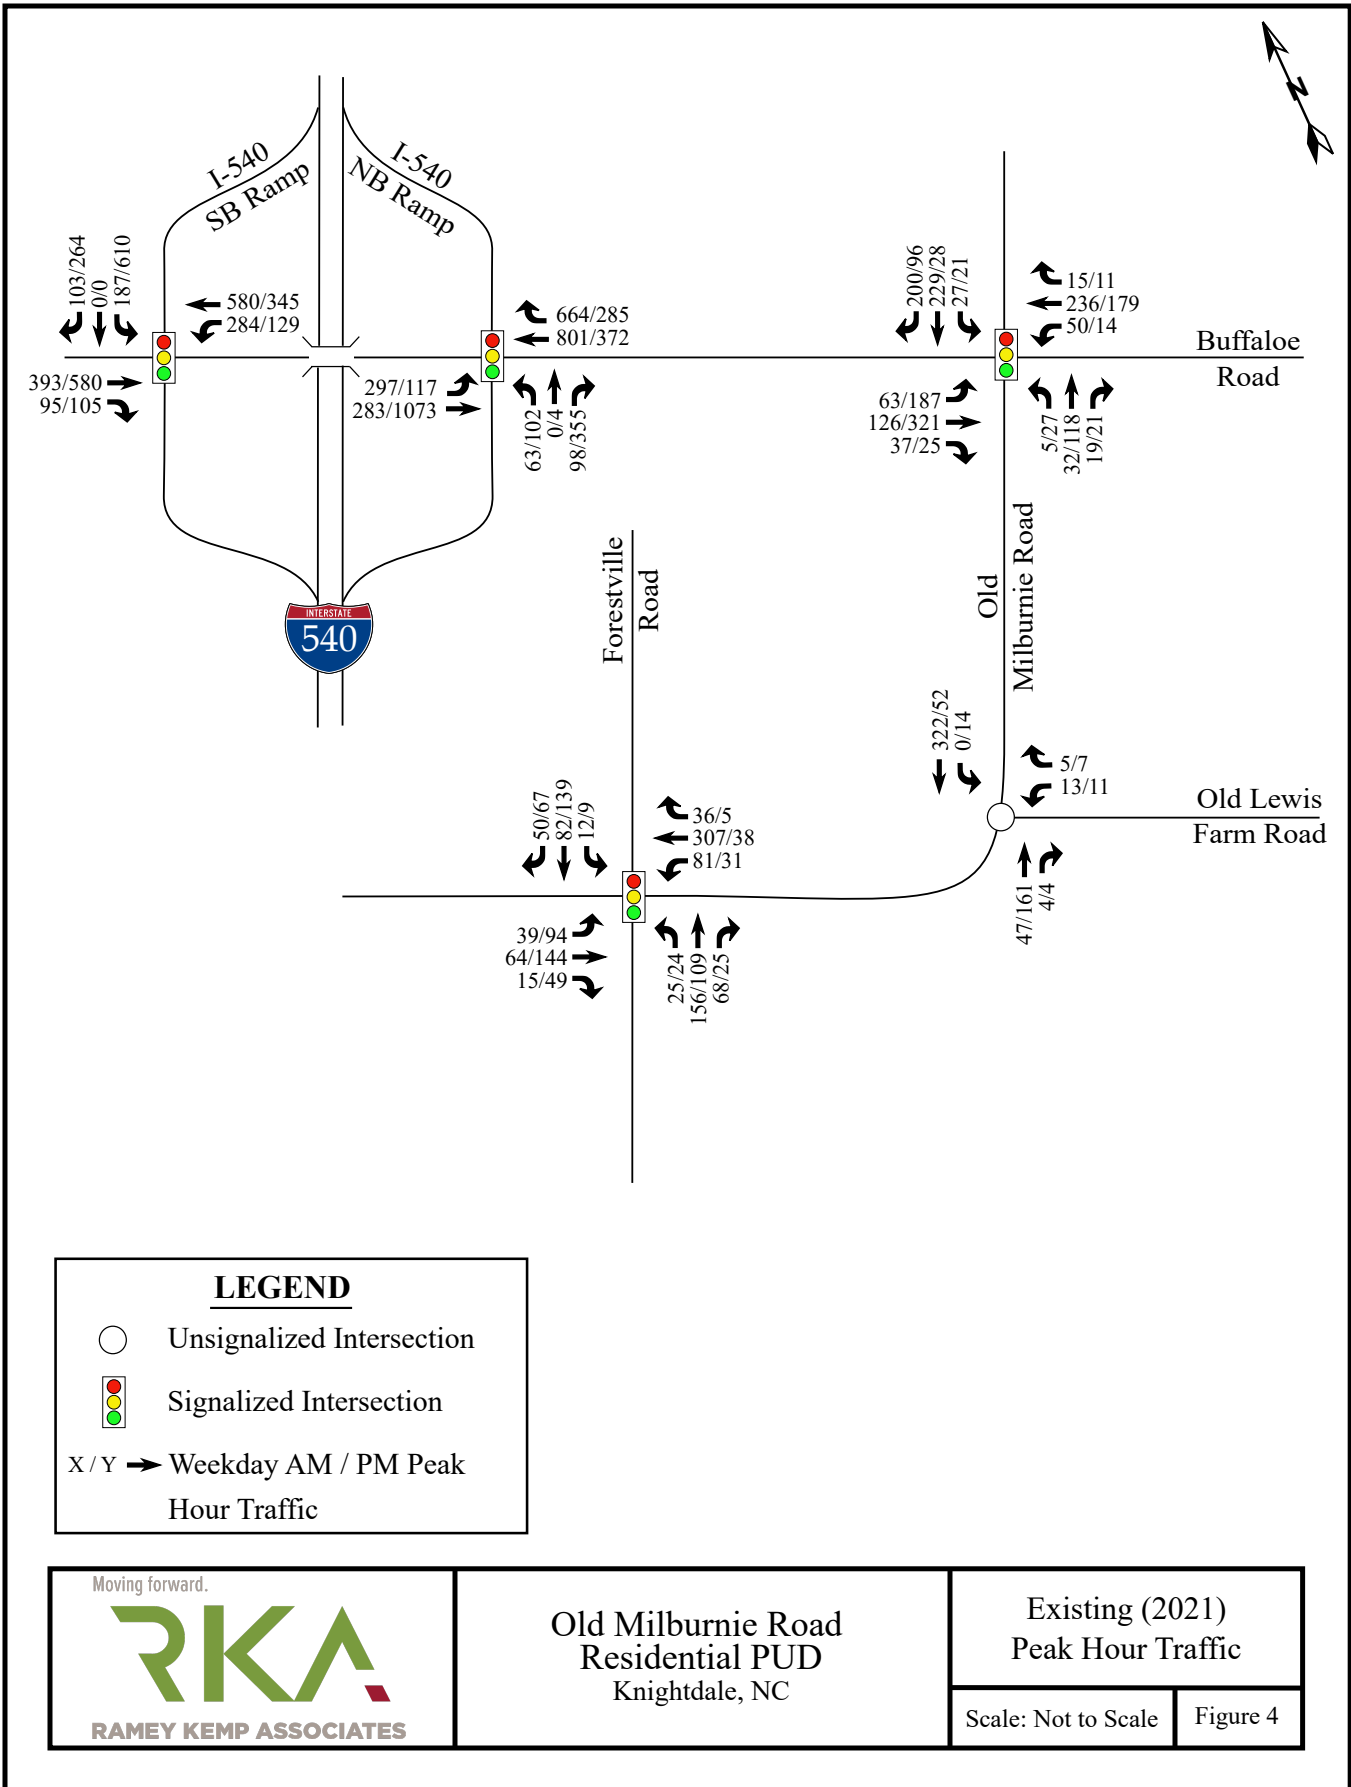 N
I-540
SB Ramp
I-540
NB Ramp
103/264
0/0
187/610
580/345
284/129
393/580
95/105
664/285
801/372
297/117
283/1073
63/102
0/4
98/355
200/96
229/28
27/21
15/11
236/179
50/14
Buffaloe
Road
63/187
126/321
37/25
5/27
32/118
19/21
INTERSTATE
540
Forestville
Road
Old
Milburnie Road
322/52
0/14
5/7
13/11
Old Lewis
Farm Road
47/161
4/4
50/67
82/139
12/9
36/5
307/38
81/31
39/94
64/144
15/49
25/24
156/109
68/25
LEGEND
Unsignalized Intersection
Signalized Intersection
X / Y Weekday AM / PM Peak
Hour Traffic
Moving forward.
RKA
RAMEY KEMP ASSOCIATES
Old Milburnie Road
Residential PUD
Knightdale, NC
Existing (2021)
Peak Hour Traffic
Scale: Not to Scale
Figure 4